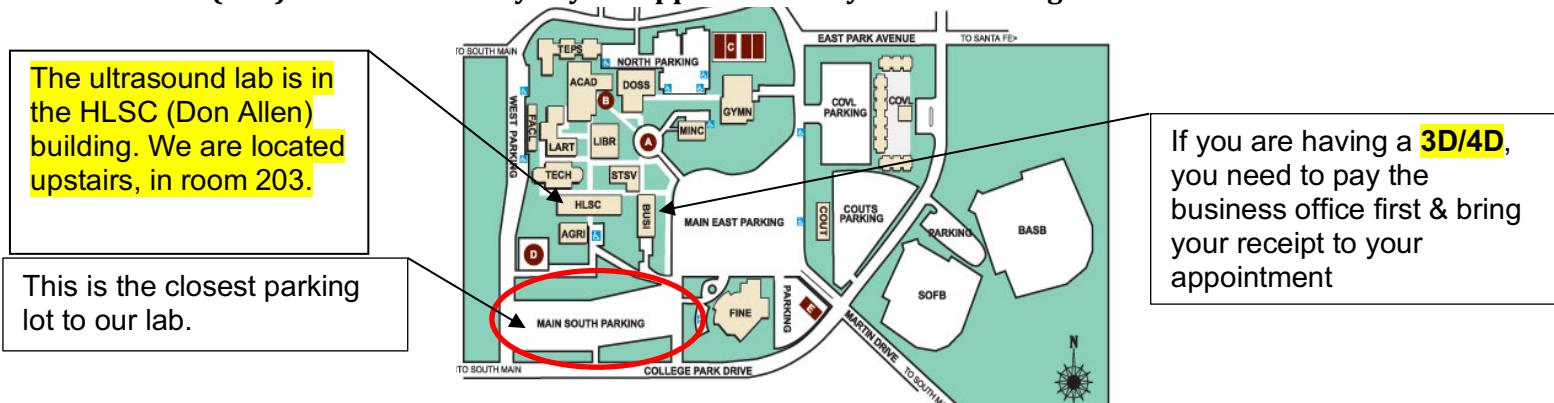 The ultrasound lab is in
the HLSC (Don Allen)
building. We are located
upstairs, in room 203.
This is the closest parking
lot to our lab.
TO SOUTH MAIN
TEPS
NORTH PARKING
C
EAST PARK AVENUE
TO SANTA FE>
ACAD
DOSS
B
GYMN
COVL
PARKING
COVL
WEST PARKING
FACL
LART
LIBR
A
MINC
TECH
STSV
HLSC
BUSI
AGRI
D
MAIN EAST PARKING
COUT
COUTS
PARKING
PARKING
BASB
SOFB
MAIN SOUTH PARKING
FINE
PARKING
E
MARTIN DRIVE
TO SOUTH MAIN
COLLEGE PARK DRIVE
N
If you are having a 3D/4D,
you need to pay the
business office first & bring
your receipt to your
appointment